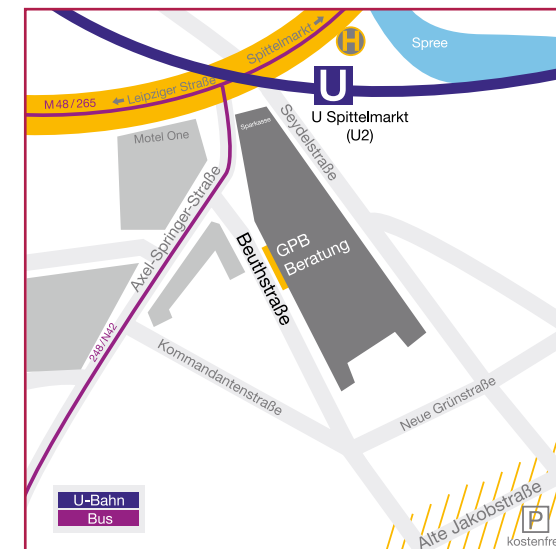 Spittelmarkt
H
Spree
Leipziger Straße
M 48 / 265
U
U Spittelmarkt
(U2)
Sparkasse
Seydelstraße
Motel One
Axel-Springer-Straße
GPB
Beratung
Beuthstraße
248/N42
Kommandantenstraße
Neue Grünstraße
U-Bahn
Bus
Alte Jakobstraße
P
kostenfrei